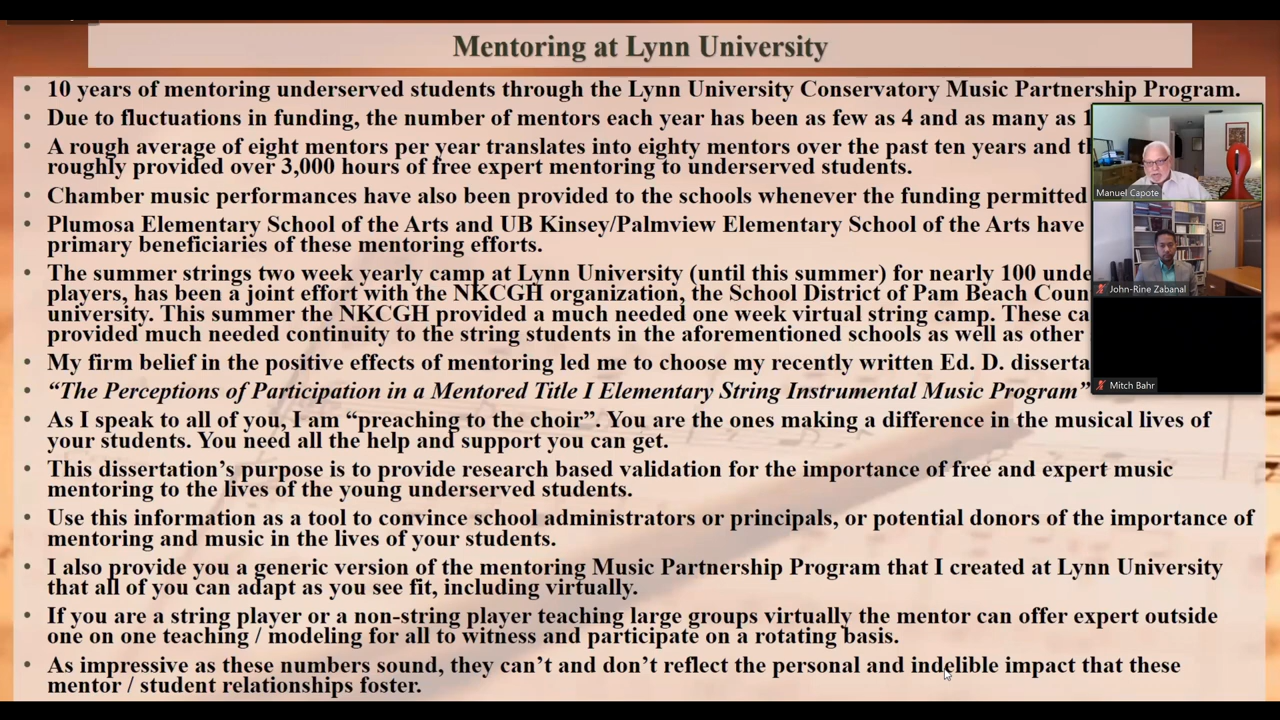 Mentoring at Lynn University
• 10 years of mentoring underserved students through the Lynn University Conservatory Music Partnership Program.
• Due to fluctuations in funding, the number of mentors each year has been as few as 4 and as many as 1
• A rough average of eight mentors per year translates into eighty mentors over the past ten years and
roughly provided over 3,000 hours of free expert mentoring to underserved students.
• Chamber music performances have also been provided to the schools whenever the funding permitted
• Plumosa Elementary School of the Arts and UB Kinsey/Palmview Elementary School of the Arts have
primary beneficiaries of these mentoring efforts.
• The summer strings two week yearly camp at Lynn University (until this summer) for nearly 100 unde
players, has been a joint effort with the NKCGH organization, the School District of Pam Beach Coun
university. This summer the NKCGH provided a much needed one week virtual string camp. These ca
provided much needed continuity to the string students in the aforementioned schools as well as other
• My firm belief in the positive effects of mentoring led me to choose my recently written Ed. D. disserta
• “The Perceptions of Participation in a Mentored Title I Elementary String Instrumental Music Program”
• As I speak to all of you, I am “preaching to the choir”. You are the ones making a difference in the musical lives of
your students. You need all the help and support you can get.
• This dissertation’s purpose is to provide research based validation for the importance of free and expert music
mentoring to the lives of the young underserved students.
• Use this information as a tool to convince school administrators or principals, or potential donors of the importance of
mentoring and music in the lives of your students.
• I also provide you a generic version of the mentoring Music Partnership Program that I created at Lynn University
that all of you can adapt as you see fit, including virtually.
• If you are a string player or a non-string player teaching large groups virtually the mentor can offer expert outside
one on one teaching / modeling for all to witness and participate on a rotating basis.
• As impressive as these numbers sound, they can’t and don’t reflect the personal and indelible impact that these
mentor / student relationships foster.
Manuel Capote
John-Rine Zabanal
Mitch Bahr